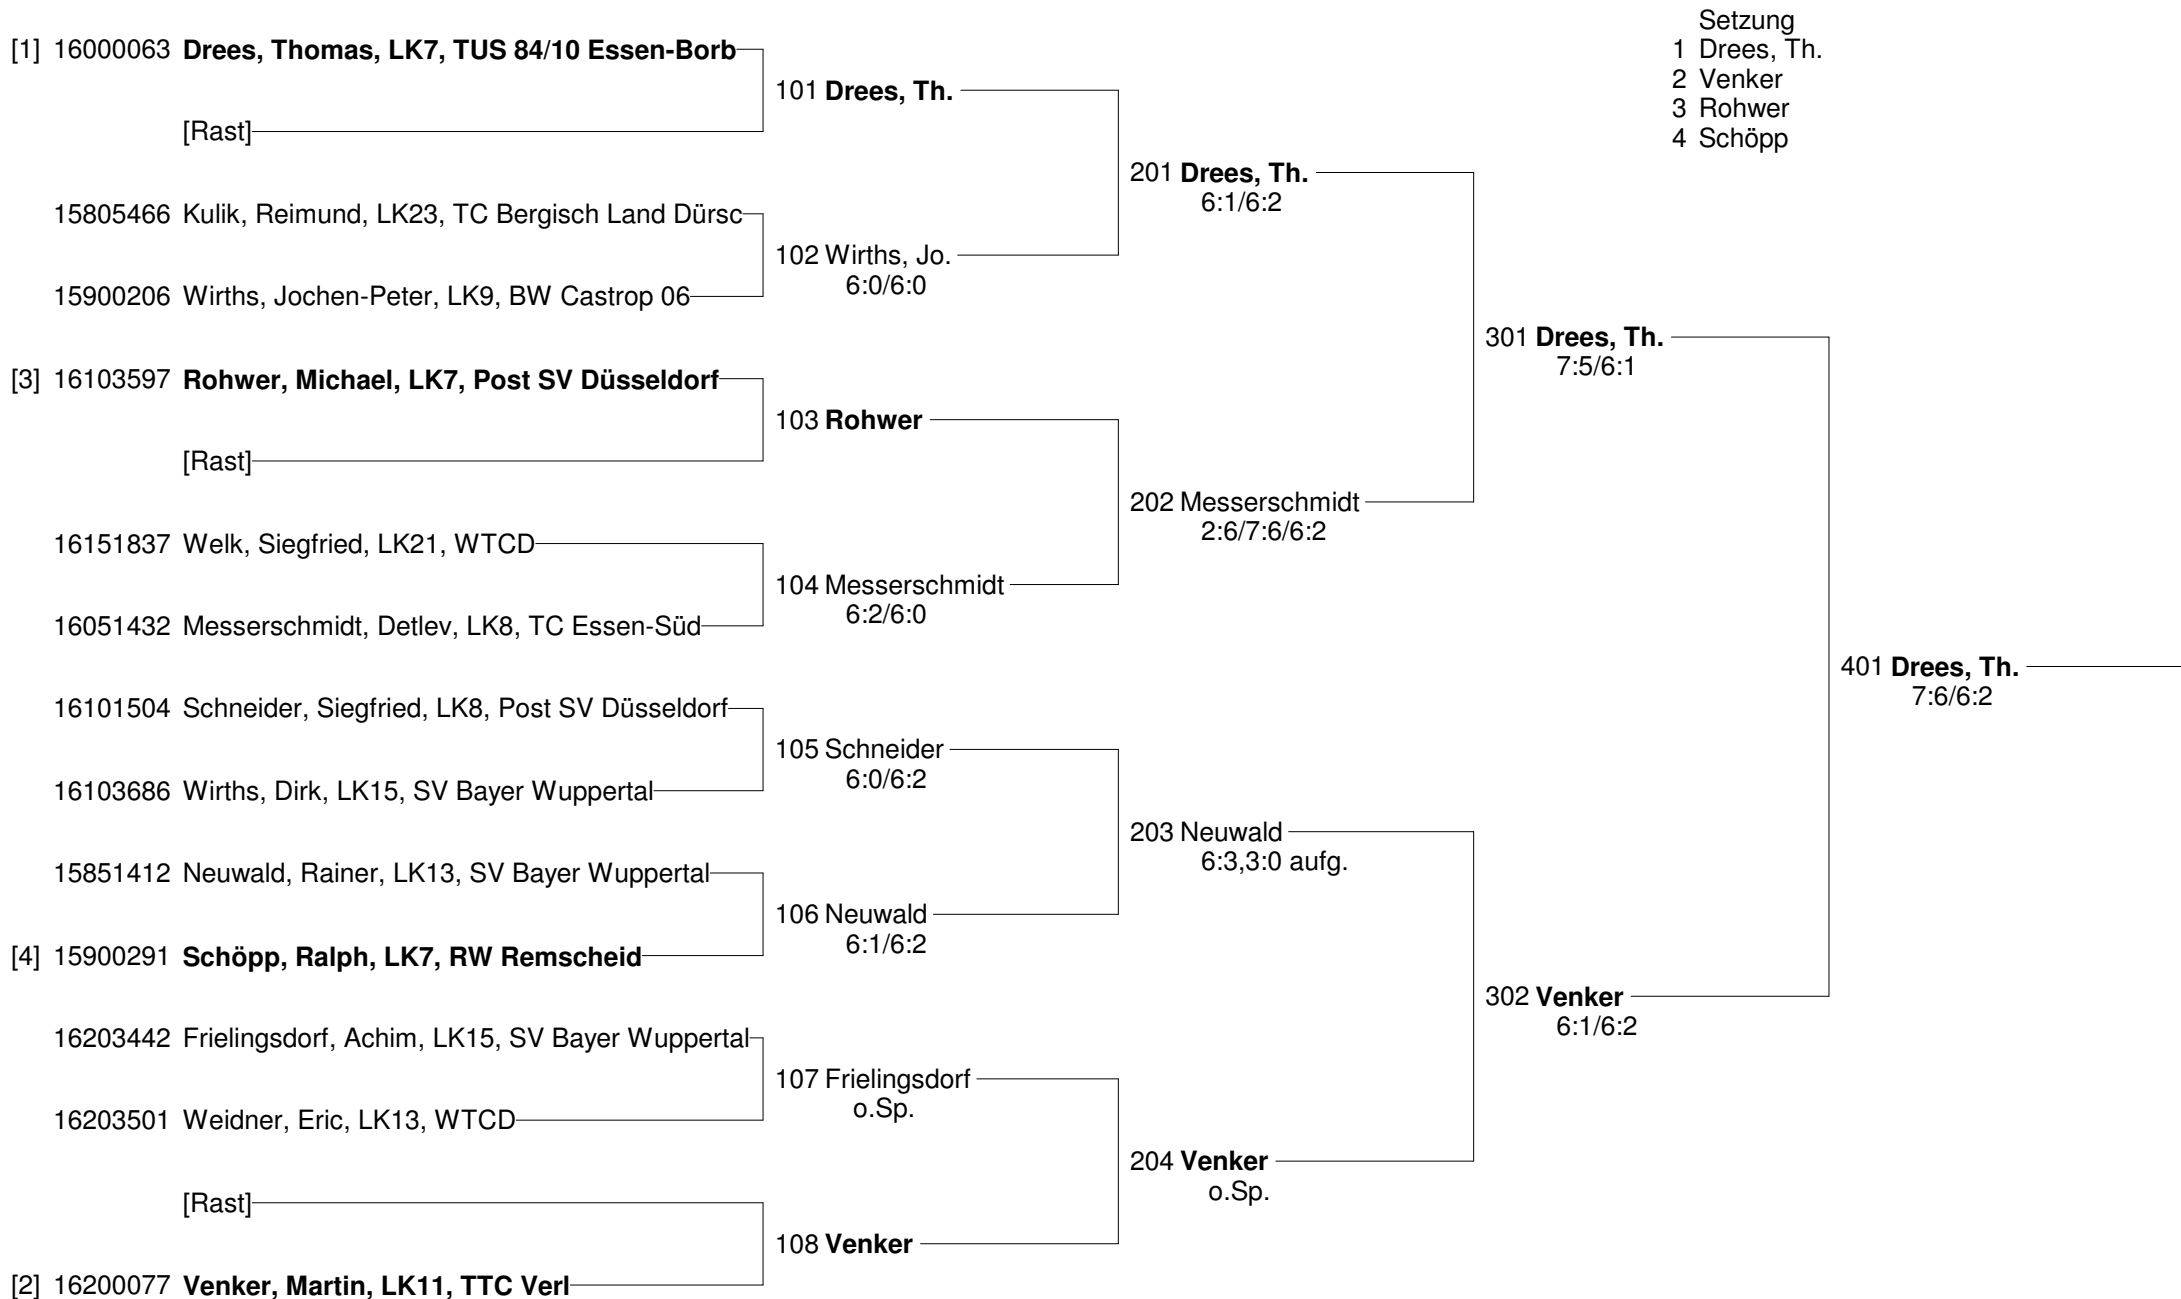 Setzung
1 Drees, Th.
2 Venker
3 Rohwer
4 Schöpp
[1] 16000063 Drees, Thomas, LK7, TUS 84/10 Essen-Borb
[Rast]
15805466 Kulik, Reimund, LK23, TC Bergisch Land Dürsc
15900206 Wirths, Jochen-Peter, LK9, BW Castrop 06
[3] 16103597 Rohwer, Michael, LK7, Post SV Düsseldorf
[Rast]
16151837 Welk, Siegfried, LK21, WTCD
16051432 Messerschmidt, Detlev, LK8, TC Essen-Süd
16101504 Schneider, Siegfried, LK8, Post SV Düsseldorf
16103686 Wirths, Dirk, LK15, SV Bayer Wuppertal
15851412 Neuwald, Rainer, LK13, SV Bayer Wuppertal
[4] 15900291 Schöpp, Ralph, LK7, RW Remscheid
16203442 Frielingsdorf, Achim, LK15, SV Bayer Wuppertal
16203501 Weidner, Eric, LK13, WTCD
[Rast]
[2] 16200077 Venker, Martin, LK11, TTC Verl
101 Drees, Th.
102 Wirths, Jo.
6:0/6:0
103 Rohwer
104 Messerschmidt
6:2/6:0
105 Schneider
6:0/6:2
106 Neuwald
6:1/6:2
107 Frielingsdorf
o.Sp.
108 Venker
201 Drees, Th.
6:1/6:2
202 Messerschmidt
2:6/7:6/6:2
203 Neuwald
6:3,3:0 aufg.
204 Venker
o.Sp.
301 Drees, Th.
7:5/6:1
302 Venker
6:1/6:2
401 Drees, Th.
7:6/6:2